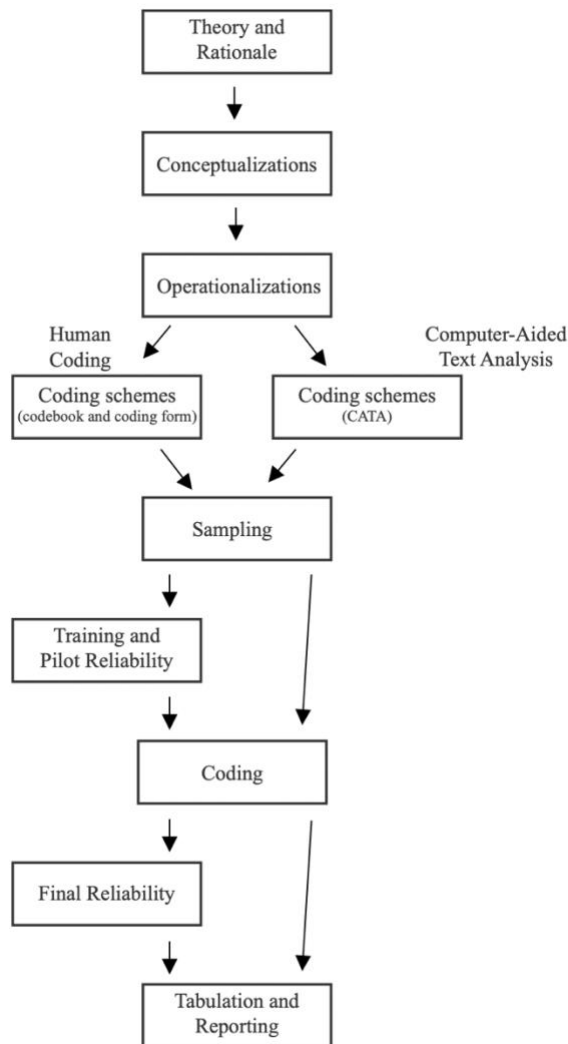 Theory and
Rationale
Conceptualizations
Operationalizations
Human
Coding
Computer-Aided
Text Analysis
Coding schemes
(codebook and coding form)
Coding schemes
(CATA)
Sampling
Training and
Pilot Reliability
Coding
Final Reliability
Tabulation and
Reporting